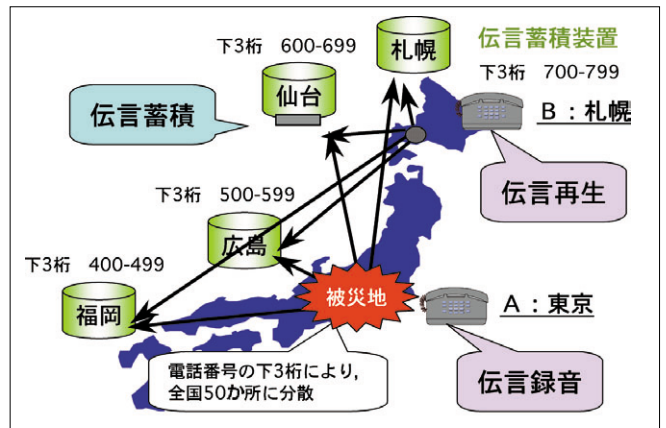 下3桁 600-699
札幌
伝言蓄積装置
下3桁 700-799
仙台
伝言蓄積
B：札幌
伝言再生
下3桁 500-599
広島
下3桁 400-499
福岡
被災地
A：東京
電話番号の下3桁により，
全国50か所に分散
伝言録音